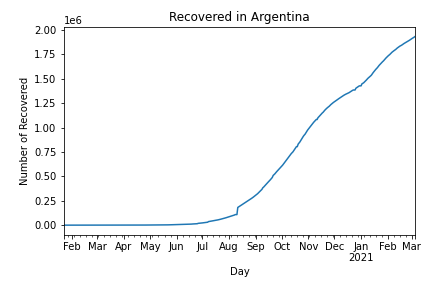 Recovered in Argentina
1e6
2.00
1.75
1.50
1.25
1.00
0.75
0.50
0.25
0.00
Number of Recovered
Feb Mar Apr May Jun Jul Aug Sep Oct Nov Dec Jan Feb Mar
2021
Day